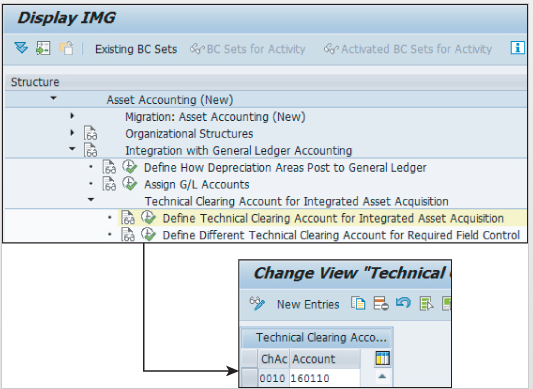 Display IMG
Existing BC Sets BC Sets for Activity Activated BC Sets for Activity
Structure
Asset Accounting (New)
Migration: Asset Accounting (New)
Organizational Structures
Integration with General Ledger Accounting
Define How Depreciation Areas Post to General Ledger
Assign G/L Accounts
Technical Clearing Account for Integrated Asset Acquisition
Define Technical Clearing Account for Integrated Asset Acquisition
Define Different Technical Clearing Account for Required Field Control
Change View "Technical
New Entries
Technical Clearing Acco...
ChAc Account
0010 160110